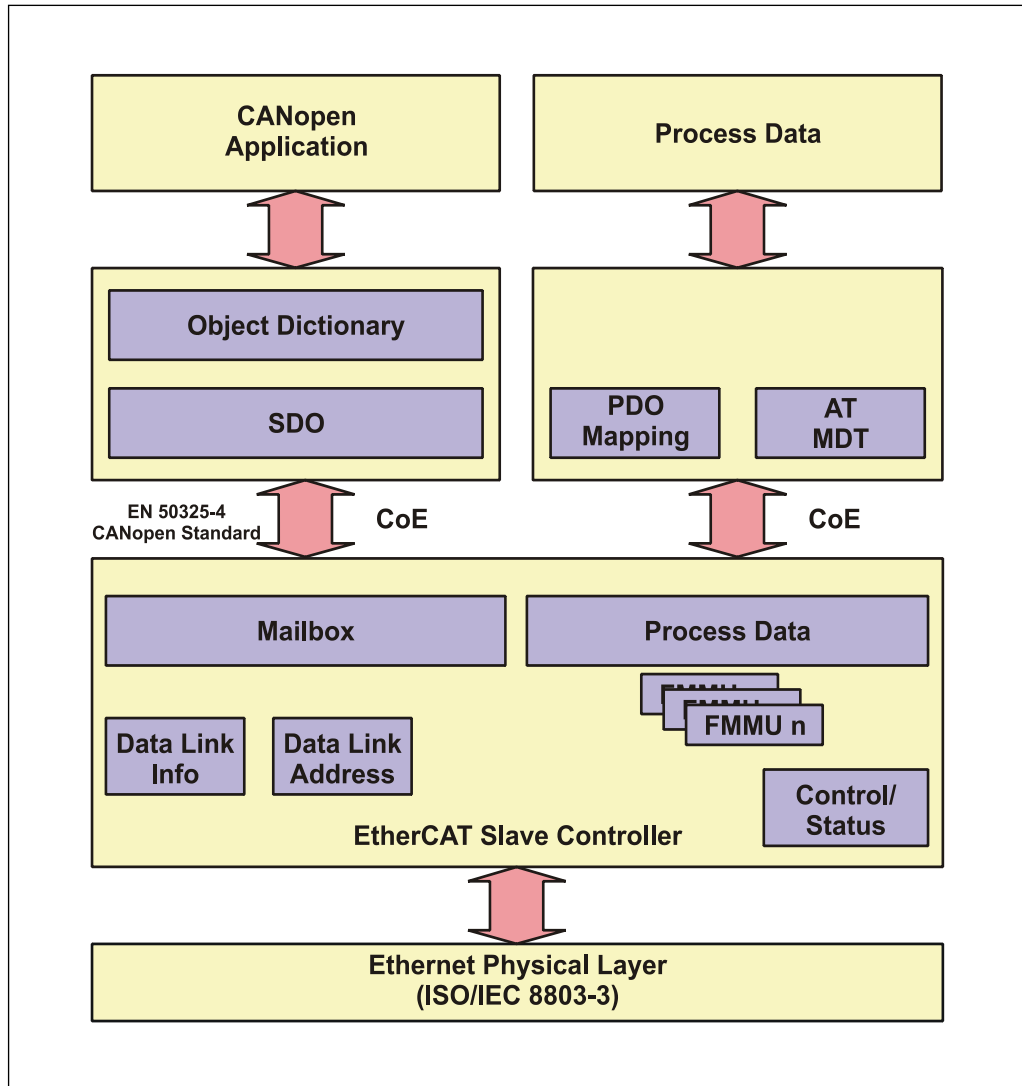 CANopen
Application
Process Data
Object Dictionary
SDO
PDO
Mapping
AT
MDT
EN 50325-4
CANopen Standard
CoE
CoE
Mailbox
Process Data
FMMU
FMMU
FMMU n
Data Link
Info
Data Link
Address
Control/
Status
EtherCAT Slave Controller
Ethernet Physical Layer
(ISO/IEC 8803-3)